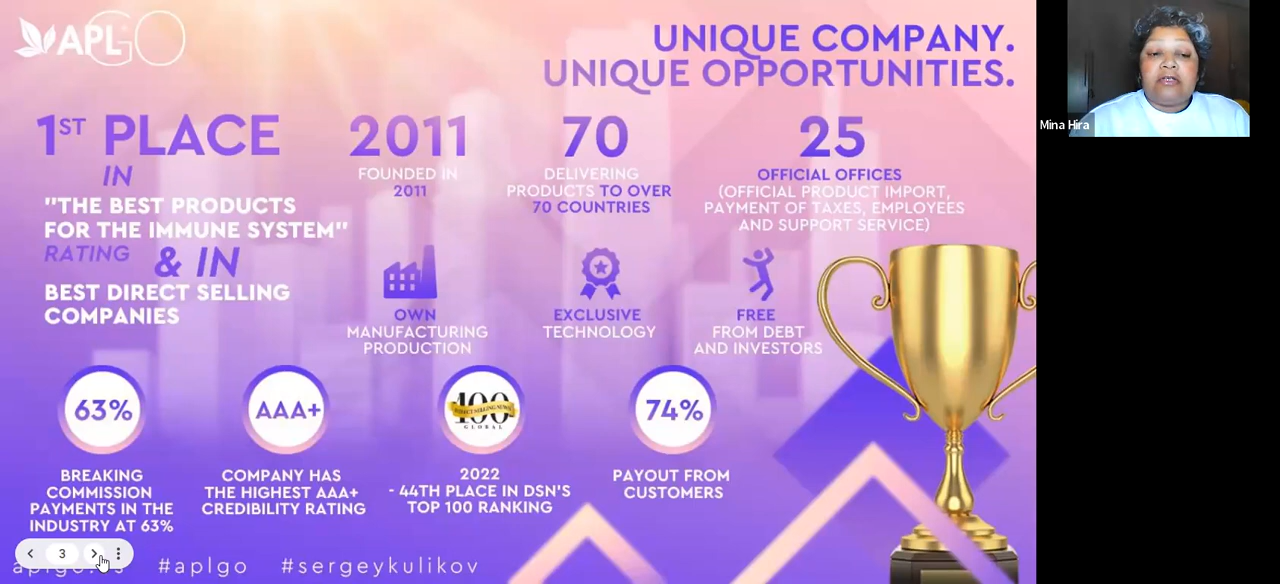 APLGO
UNIQUE COMPANY.
UNIQUE OPPORTUNITIES.
1ST PLACE
IN
"THE BEST PRODUCTS
FOR THE IMMUNE SYSTEM"
RATING & IN
BEST DIRECT SELLING
COMPANIES
2011
FOUNDED IN
2011
70
DELIVERING
PRODUCTS TO OVER
70 COUNTRIES
25
OFFICIAL OFFICES
(OFFICIAL PRODUCT IMPORT,
PAYMENT OF TAXES, EMPLOYEES
AND SUPPORT SERVICE)
OWN
MANUFACTURING
PRODUCTION
EXCLUSIVE
TECHNOLOGY
FREE
FROM DEBT
AND INVESTORS
63%
BREAKING
COMMISSION
PAYMENTS IN THE
INDUSTRY AT 63%
AAA+
COMPANY HAS
THE HIGHEST AAA+
CREDIBILITY RATING
100
DIRECT SELLING NEWS
GLOBAL
2022
- 44TH PLACE IN DSN'S
TOP 100 RANKING
74%
PAYOUT FROM
CUSTOMERS
3
#aplgo #sergeykulikov
Mina Hira